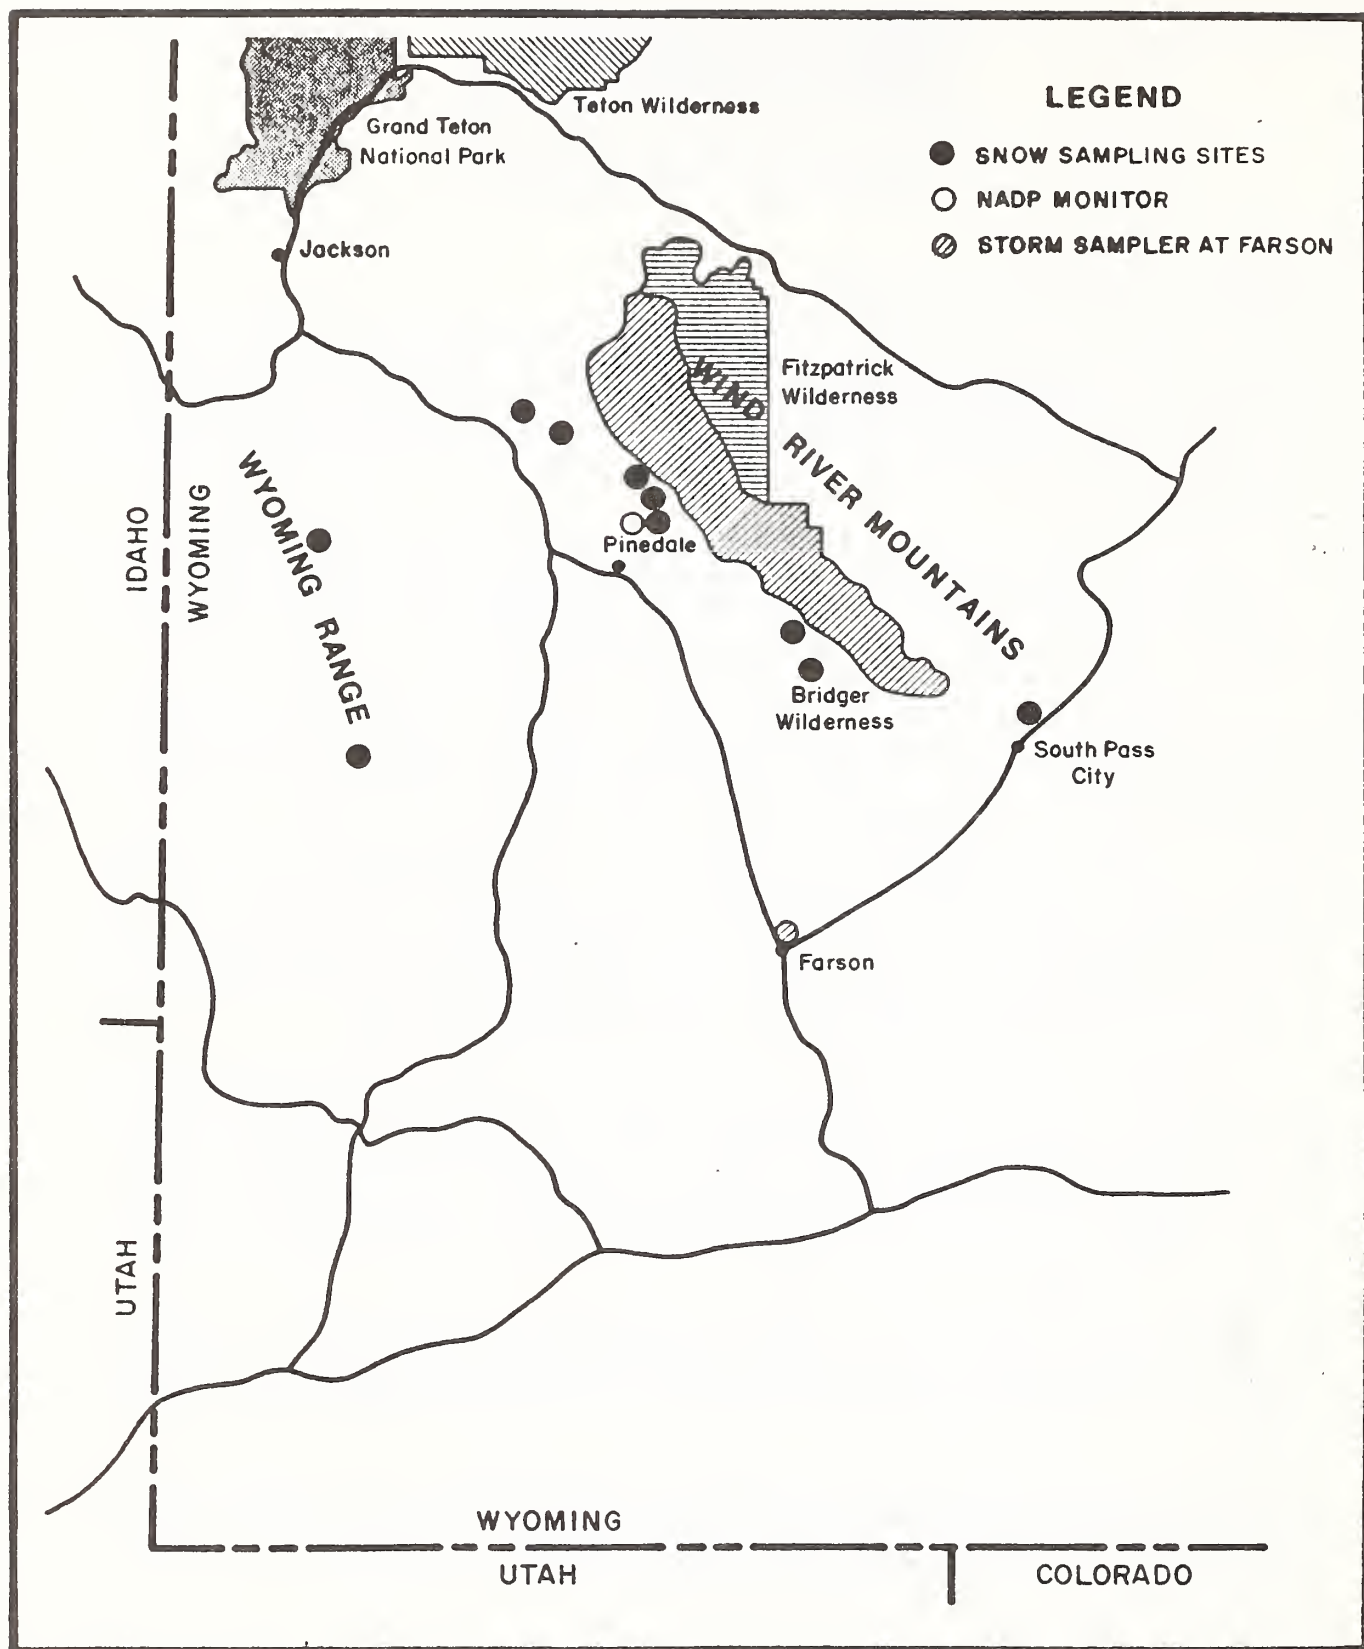 Teton Wilderness
Grand Teton
National Park
LEGEND
SNOW SAMPLING SITES
NADP MONITOR
STORM SAMPLER AT FARSON
Jackson
Fitzpatrick
Wilderness
WIND RIVER MOUNTAINS
WYOMING RANGE
IDAHO
WYOMING
Pinedale
Bridger
Wilderness
South Pass
City
Farson
UTAH
WYOMING
UTAH
COLORADO